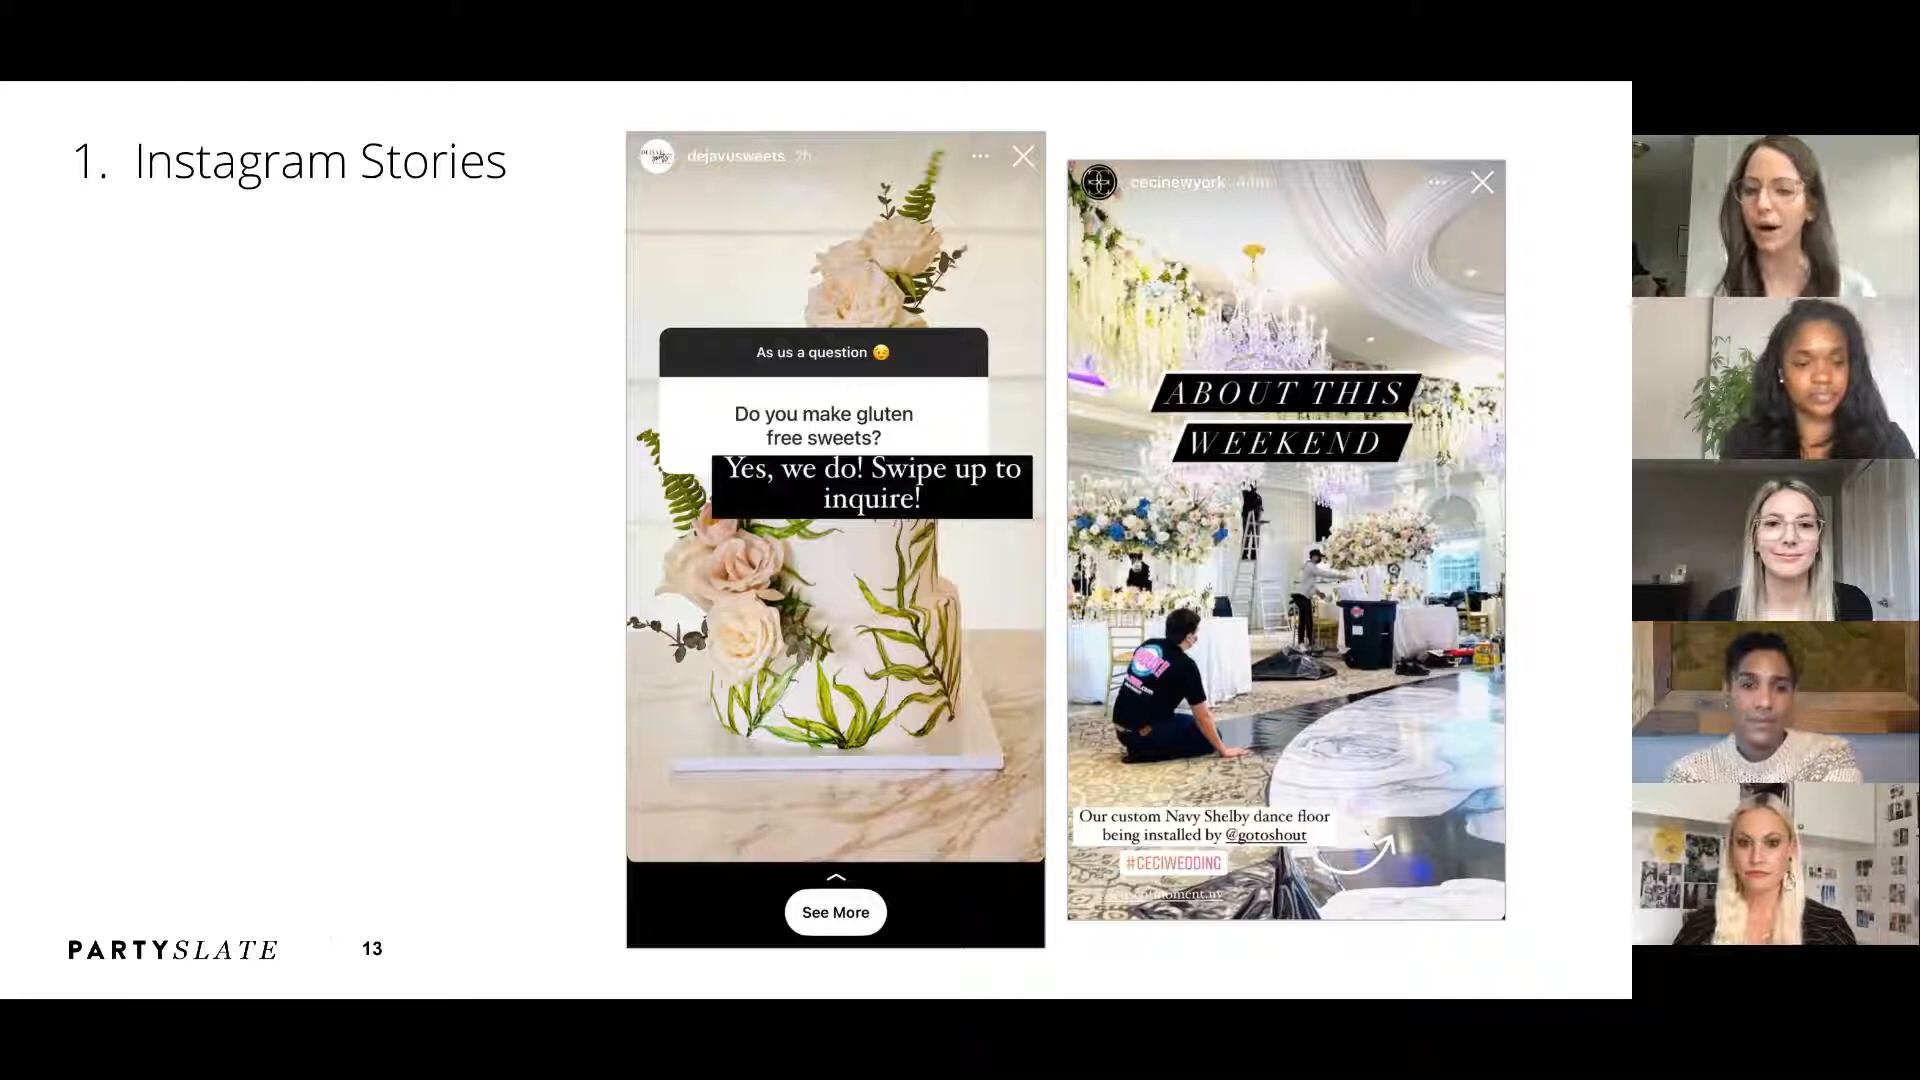 1. Instagram Stories
dejavusweets 2h
As us a question 😉
Do you make gluten
free sweets?
Yes, we do! Swipe up to
inquire!
See More
cecinewyork 44m
ABOUT THIS
WEEKEND
Our custom Navy Shelby dance floor
being installed by @gotoshout
#CECIWEDDING
PARTYSLATE
13